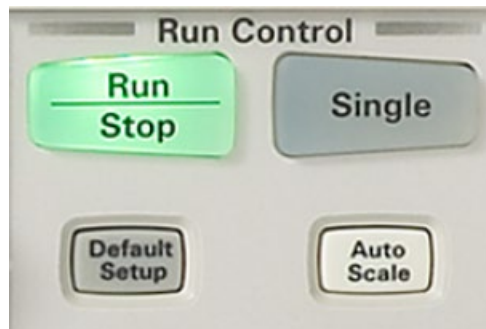 Run Control
Run
Stop
Single
Default
Setup
Auto
Scale